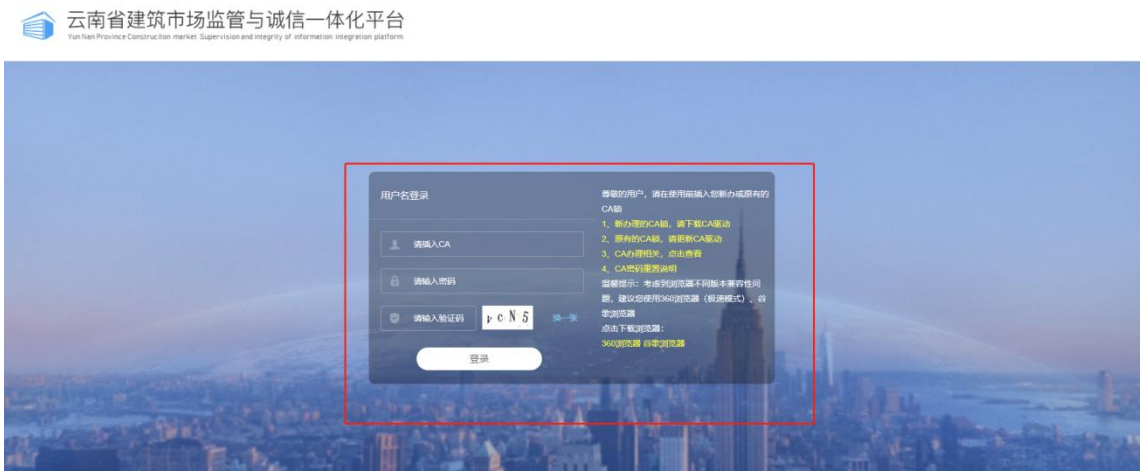 云南省建筑市场监管与诚信一体化平台
YunNan Province Construciton market Supervision and integrity of information integration platform
用户名登录
请插入CA
请输入密码
请输入验证码
换一张
登录
尊敬的用户，请在使用前插入您新办或原有的
CA锁
1、新办理的CA锁，请下载CA驱动
2、原有的CA锁，请更新CA驱动
3、CA办理相关，点击查看
4、CA密码重置说明
温馨提示：考虑到浏览器不同版本兼容性问
题，建议您使用360浏览器（极速模式）、谷
歌浏览器
点击下载浏览器：
360浏览器 谷歌浏览器